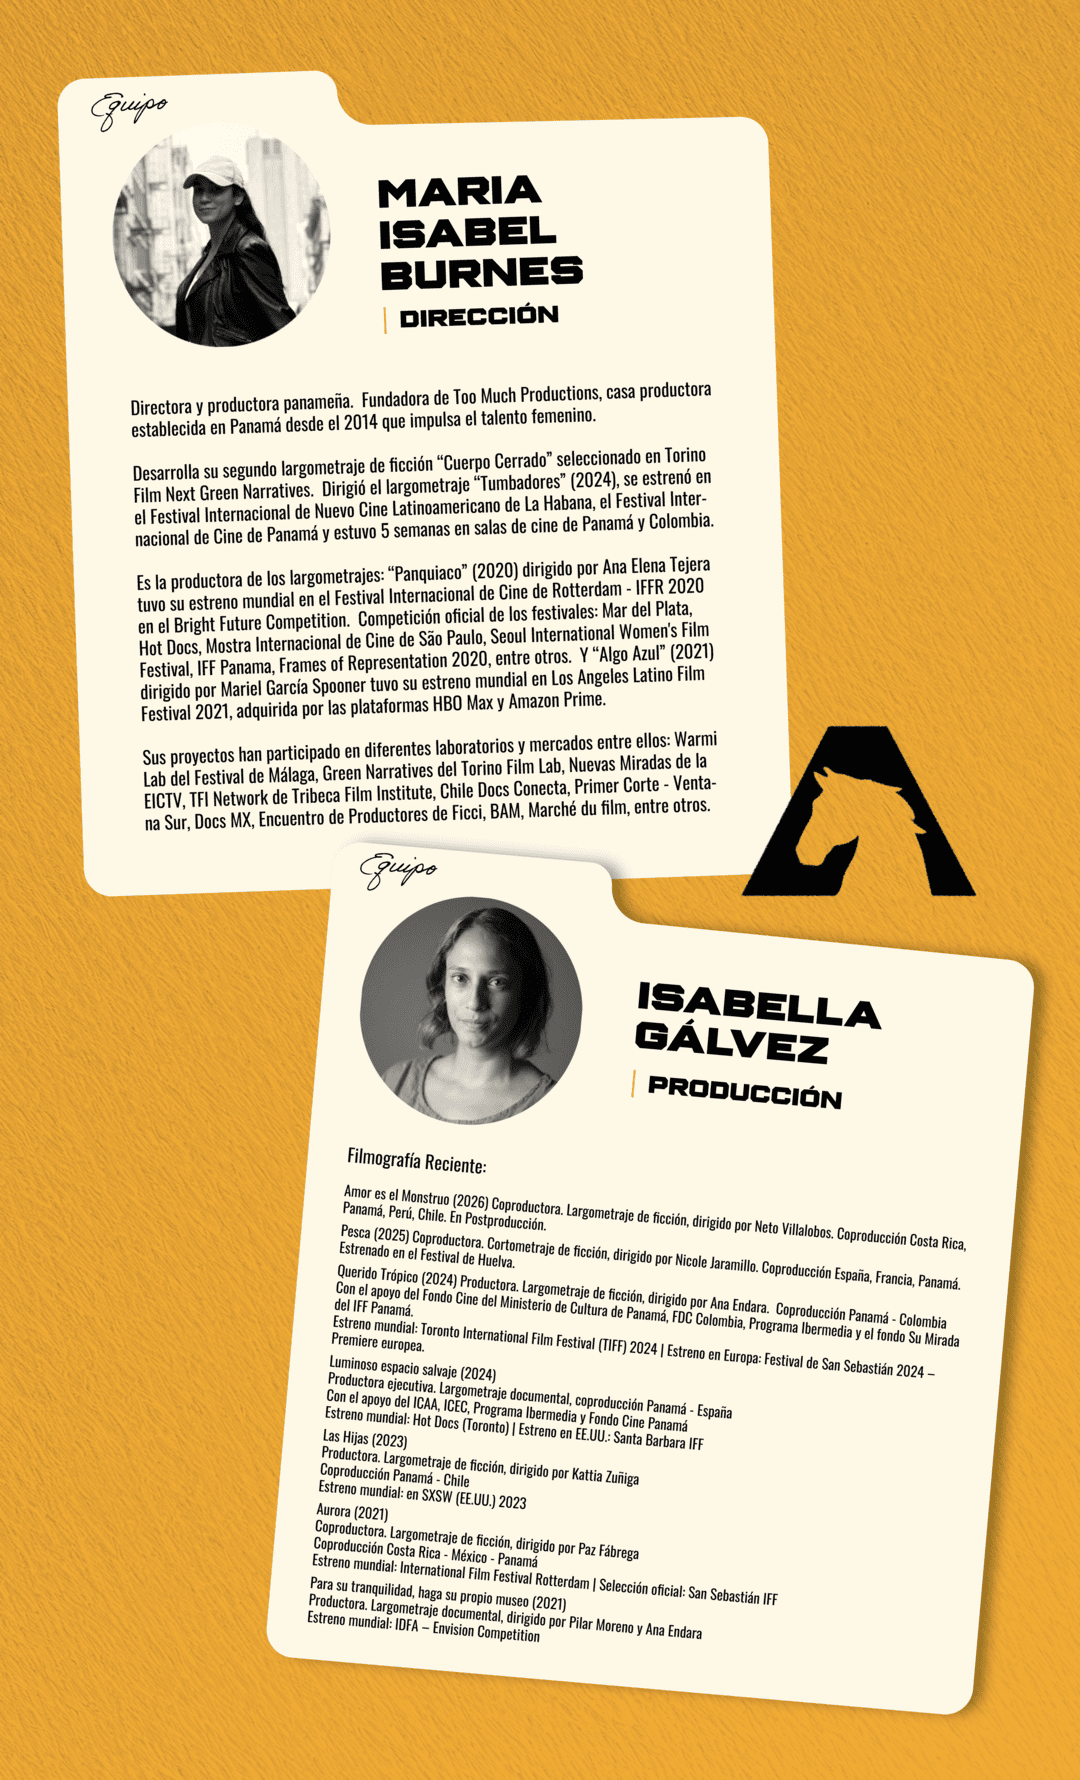 Equipo
MARIA
ISABEL
BURNES
DIRECCIÓN
Directora y productora panameña. Fundadora de Too Much Productions, casa productora
establecida en Panamá desde el 2014 que impulsa el talento femenino.
Desarrolla su segundo largometraje de ficción “Cuerpo Cerrado” seleccionado en Torino
Film Next Green Narratives. Dirigió el largometraje “Tumbadores” (2024), se estrenó en
el Festival Internacional de Nuevo Cine Latinoamericano de La Habana, el Festival Inter-
nacional de Cine de Panamá y estuvo 5 semanas en salas de cine de Panamá y Colombia.
Es la productora de los largometrajes: “Panquiaco” (2020) dirigido por Ana Elena Tejera
tuvo su estreno mundial en el Festival Internacional de Cine de Rotterdam - IFFR 2020
en el Bright Future Competition. Competición oficial de los festivales: Mar del Plata,
Hot Docs, Mostra Internacional de Cine de São Paulo, Seoul International Women's Film
Festival, IFF Panama, Frames of Representation 2020, entre otros. Y “Algo Azul” (2021)
dirigido por Mariel García Spooner tuvo su estreno mundial en Los Angeles Latino Film
Festival 2021, adquirida por las plataformas HBO Max y Amazon Prime.
Sus proyectos han participado en diferentes laboratorios y mercados entre ellos: Warmi
Lab del Festival de Málaga, Green Narratives del Torino Film Lab, Nuevas Miradas de la
EICTV, TFI Network de Tribeca Film Institute, Chile Docs Conecta, Primer Corte - Venta-
na Sur, Docs MX, Encuentro de Productores de Ficci, BAM, Marché du film, entre otros.
Equipo
ISABELLA
GÁLVEZ
PRODUCCIÓN
Filmografía Reciente:
Amor es el Monstruo (2026) Coproductora. Largometraje de ficción, dirigido por Neto Villalobos. Coproducción Costa Rica,
Panamá, Perú, Chile. En Postproducción.
Pesca (2025) Coproductora. Cortometraje de ficción, dirigido por Nicole Jaramillo. Coproducción España, Francia, Panamá.
Estrenado en el Festival de Huelva.
Querido Trópico (2024) Productora. Largometraje de ficción, dirigido por Ana Endara. Coproducción Panamá - Colombia
Con el apoyo del Fondo Cine del Ministerio de Cultura de Panamá, FDC Colombia, Programa Ibermedia y el fondo Su Mirada
del IFF Panamá.
Estreno mundial: Toronto International Film Festival (TIFF) 2024 | Estreno en Europa: Festival de San Sebastián 2024 –
Premiere europea.
Luminoso espacio salvaje (2024)
Productora ejecutiva. Largometraje documental, coproducción Panamá - España
Con el apoyo del ICAA, ICEC, Programa Ibermedia y Fondo Cine Panamá
Estreno mundial: Hot Docs (Toronto) | Estreno en EE.UU.: Santa Barbara IFF
Las Hijas (2023)
Productora. Largometraje de ficción, dirigido por Kattia Zuñiga
Coproducción Panamá - Chile
Estreno mundial: en SXSW (EE.UU.) 2023
Aurora (2021)
Coproductora. Largometraje de ficción, dirigido por Paz Fábrega
Coproducción Costa Rica - México - Panamá
Estreno mundial: International Film Festival Rotterdam | Selección oficial: San Sebastián IFF
Para su tranquilidad, haga su propio museo (2021)
Productora. Largometraje documental, dirigido por Pilar Moreno y Ana Endara
Estreno mundial: IDFA – Envision Competition